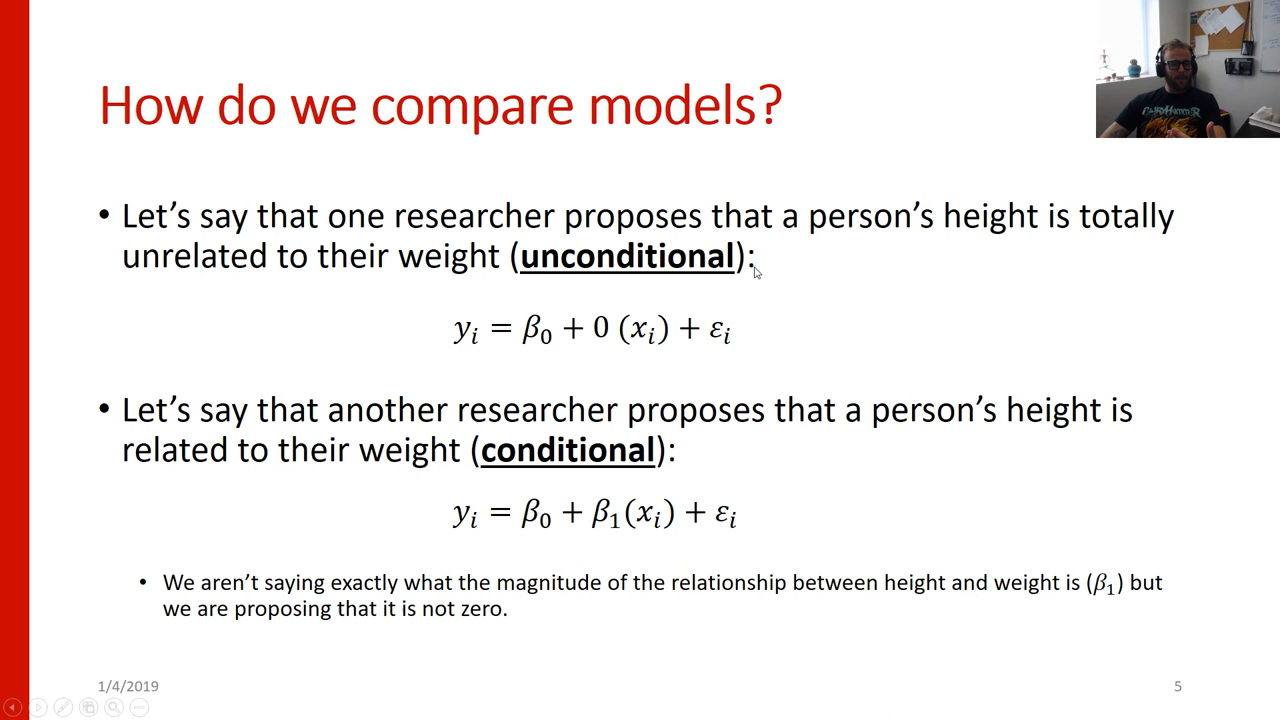 How do we compare models?
• Let's say that one researcher proposes that a person's height is totally
unrelated to their weight (unconditional):
yᵢ = β₀ + 0 (xᵢ) + εᵢ
• Let's say that another researcher proposes that a person's height is
related to their weight (conditional):
yᵢ = β₀ + β₁(xᵢ) + εᵢ
• We aren't saying exactly what the magnitude of the relationship between height and weight is (β₁) but
we are proposing that it is not zero.
1/4/2019
5